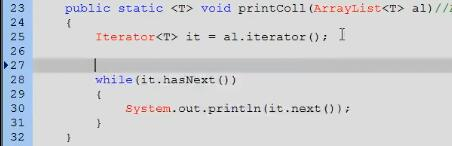 23 public static <T> void printColl(ArrayList<T> al)//
24 {
25 Iterator<T> it = al.iterator();
26
27
28 while(it.hasNext())
29 {
30 System.out.println(it.next());
31 }
32 }